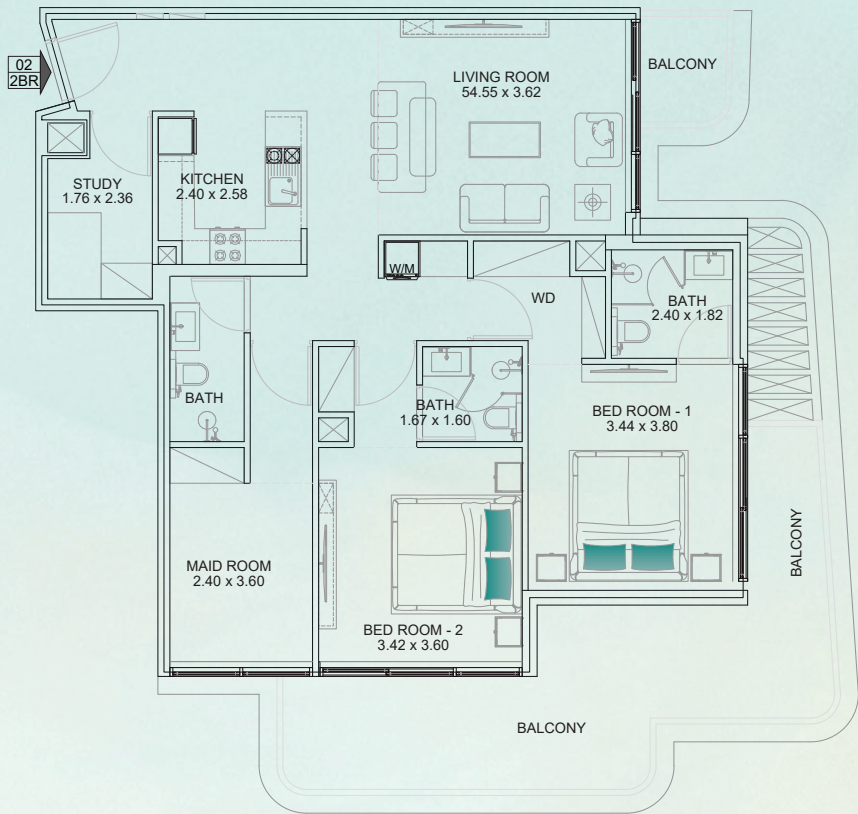 02
2BR
LIVING ROOM
54.55 x 3.62
BALCONY
STUDY
1.76 x 2.36
KITCHEN
2.40 x 2.58
W/M
WD
BATH
2.40 x 1.82
BATH
BATH
1.67 x 1.60
BED ROOM - 1
3.44 x 3.80
MAID ROOM
2.40 x 3.60
BED ROOM - 2
3.42 x 3.60
BALCONY
BALCONY